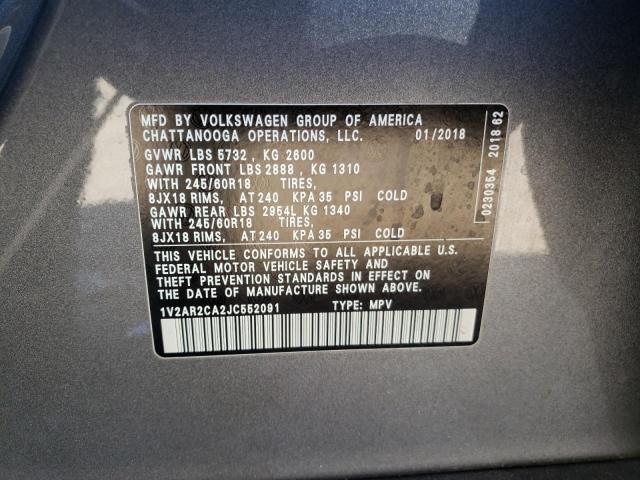 MFD BY VOLKSWAGEN GROUP OF AMERICA
CHATTANOOGA OPERATIONS, LLC. 01/2018
GVWR LBS 5732 , KG 2600
GAWR FRONT LBS 2888 , KG 1310
WITH 245/60R18 TIRES,
8JX18 RIMS, AT 240 KPA 35 PSI COLD
GAWR REAR LBS 2954L KG 1340
WITH 245/60R18 TIRES,
8JX18 RIMS, AT 240 KPA 35 PSI COLD
THIS VEHICLE CONFORMS TO ALL APPLICABLE U.S.
FEDERAL MOTOR VEHICLE SAFETY AND
THEFT PREVENTION STANDARDS IN EFFECT ON
THE DATE OF MANUFACTURE SHOWN ABOVE.
1V2AR2CA2JC552091 TYPE: MPV
0230354 2018 62